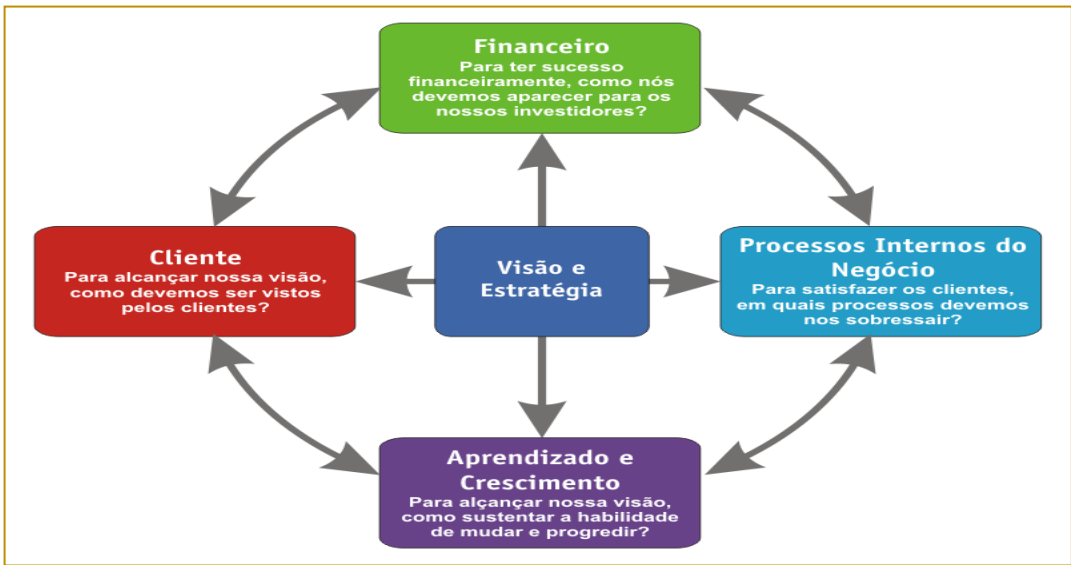 Financeiro
Para ter sucesso
financeiramente, como nós
devemos aparecer para os
nossos investidores?
Cliente
Para alcançar nossa visão,
como devemos ser vistos
pelos clientes?
Visão e
Estratégia
Processos Internos do
Negócio
Para satisfazer os clientes,
em quais processos devemos
nos sobressair?
Aprendizado e
Crescimento
Para alçançar nossa visão,
como sustentar a habilidade
de mudar e progredir?